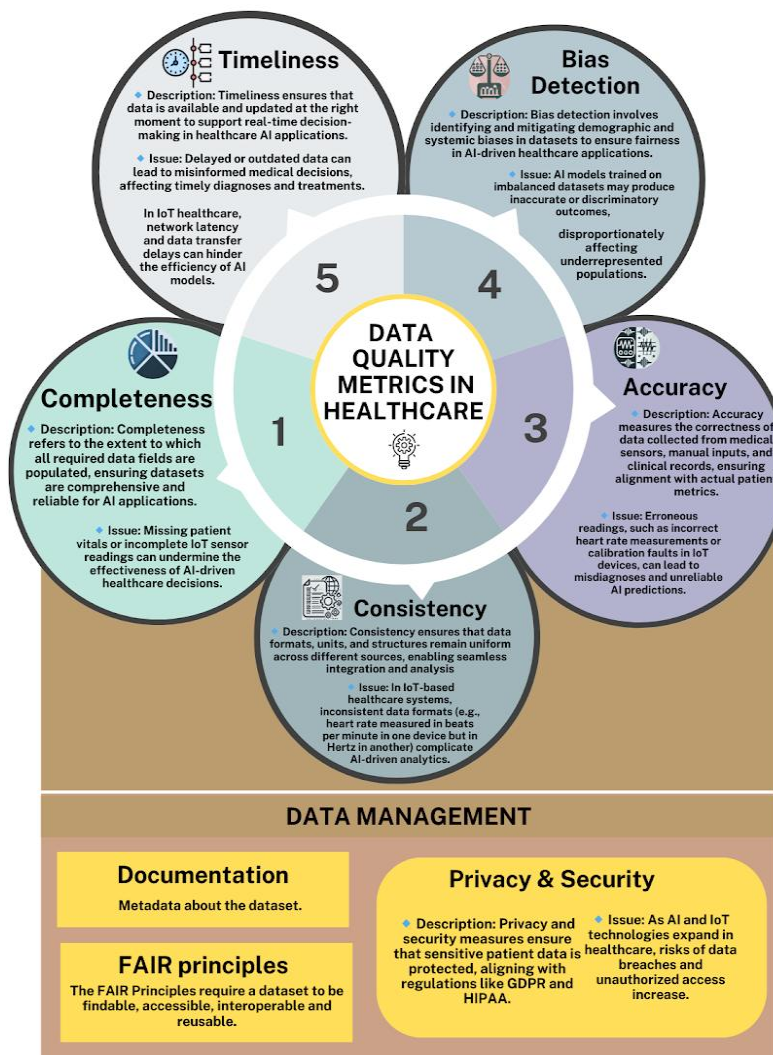 Timeliness
Description: Timeliness ensures that
data is available and updated at the right
moment to support real-time decision-
making in healthcare AI applications.
Issue: Delayed or outdated data can
lead to misinformed medical decisions,
affecting timely diagnoses and treatments.
In IoT healthcare,
network latency
and data transfer
delays can hinder
the efficiency of AI
models.
Bias
Detection
Description: Bias detection involves
identifying and mitigating demographic and
systemic biases in datasets to ensure fairness
in AI-driven healthcare applications.
Issue: AI models trained on
imbalanced datasets may produce
inaccurate or discriminatory
outcomes,
disproportionately
affecting
underrepresented
populations.
5
4
DATA
QUALITY
METRICS IN
HEALTHCARE
1
3
2
Completeness
Description: Completeness
refers to the extent to which
all required data fields are
populated, ensuring datasets
are comprehensive and
reliable for AI applications.
Issue: Missing patient
vitals or incomplete IoT sensor
readings can undermine the
effectiveness of AI-driven
healthcare decisions.
Accuracy
Description: Accuracy
measures the correctness of
data collected from medical
sensors, manual inputs, and
clinical records, ensuring
alignment with actual patien
metrics.
Issue: Erroneous
readings, such as incorrect
heart rate measurements or
calibration faults in IoT
devices, can lead to
misdiagnoses and unreliable
AI predictions.
Consistency
Description: Consistency ensures that data
formats, units, and structures remain uniform
across different sources, enabling seamless
integration and analysis
Issue: In IoT-based
healthcare systems,
inconsistent data formats (e.g.,
heart rate measured in beats
per minute in one device but in
Hertz in another) complicate
AI-driven analytics.
DATA MANAGEMENT
Documentation
Metadata about the dataset.
FAIR principles
The FAIR Principles require a dataset to be
findable, accessible, interoperable and
reusable.
Privacy & Security
Description: Privacy and
security measures ensure
that sensitive patient data is
protected, aligning with
regulations like GDPR and
HIPAA.
Issue: As AI and IoT
technologies expand in
healthcare, risks of data
breaches and
unauthorized access
increase.